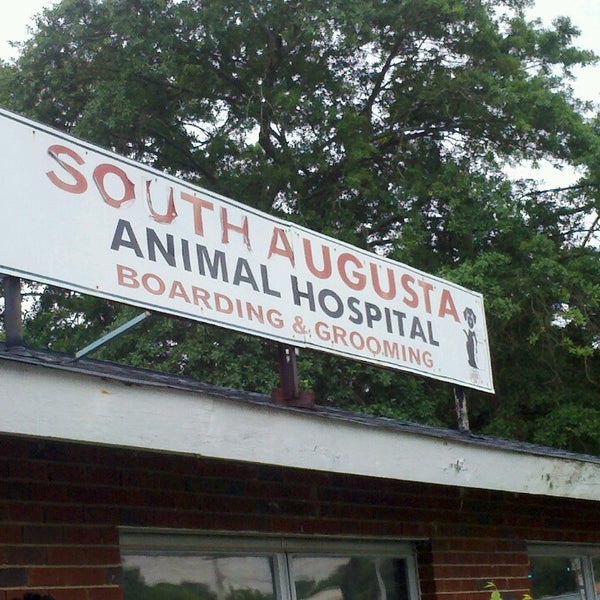 SOUTH AUGUSTA
ANIMAL HOSPITAL
BOARDING & GROOMING